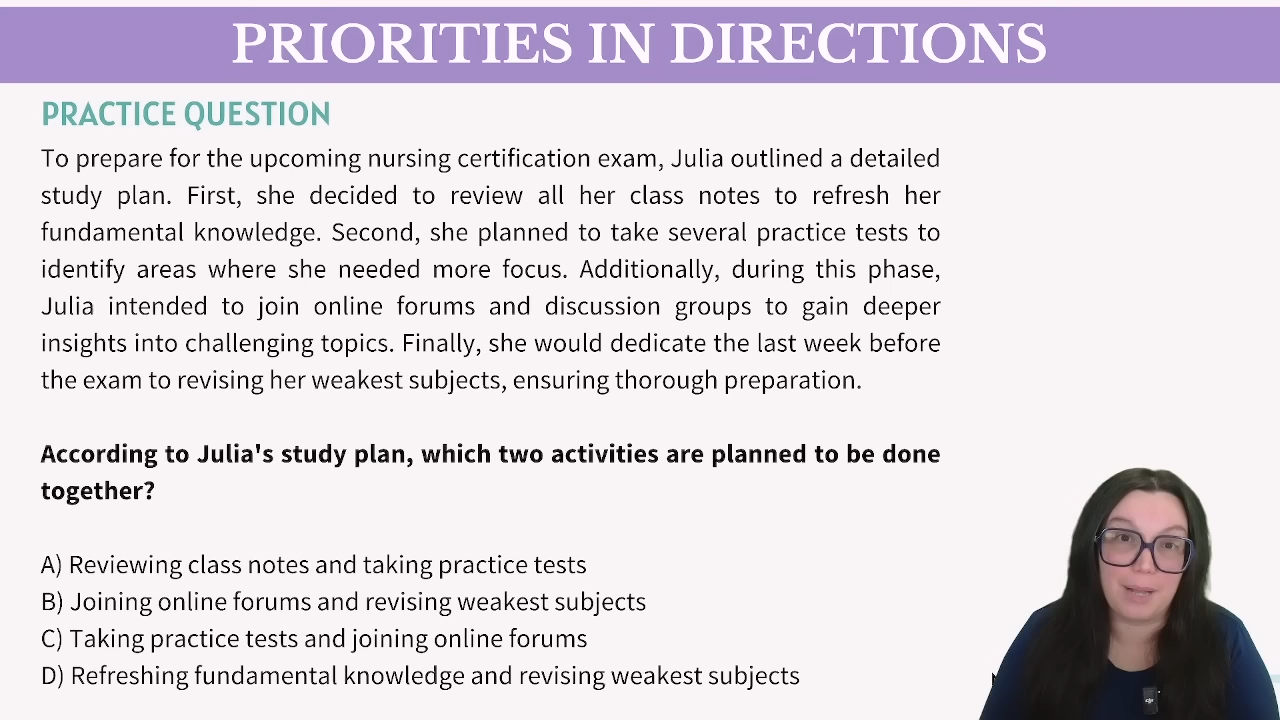 PRIORITIES IN DIRECTIONS
PRACTICE QUESTION
To prepare for the upcoming nursing certification exam, Julia outlined a detailed
study plan. First, she decided to review all her class notes to refresh her
fundamental knowledge. Second, she planned to take several practice tests to
identify areas where she needed more focus. Additionally, during this phase,
Julia intended to join online forums and discussion groups to gain deeper
insights into challenging topics. Finally, she would dedicate the last week before
the exam to revising her weakest subjects, ensuring thorough preparation.
According to Julia's study plan, which two activities are planned to be done
together?
A) Reviewing class notes and taking practice tests
B) Joining online forums and revising weakest subjects
C) Taking practice tests and joining online forums
D) Refreshing fundamental knowledge and revising weakest subjects